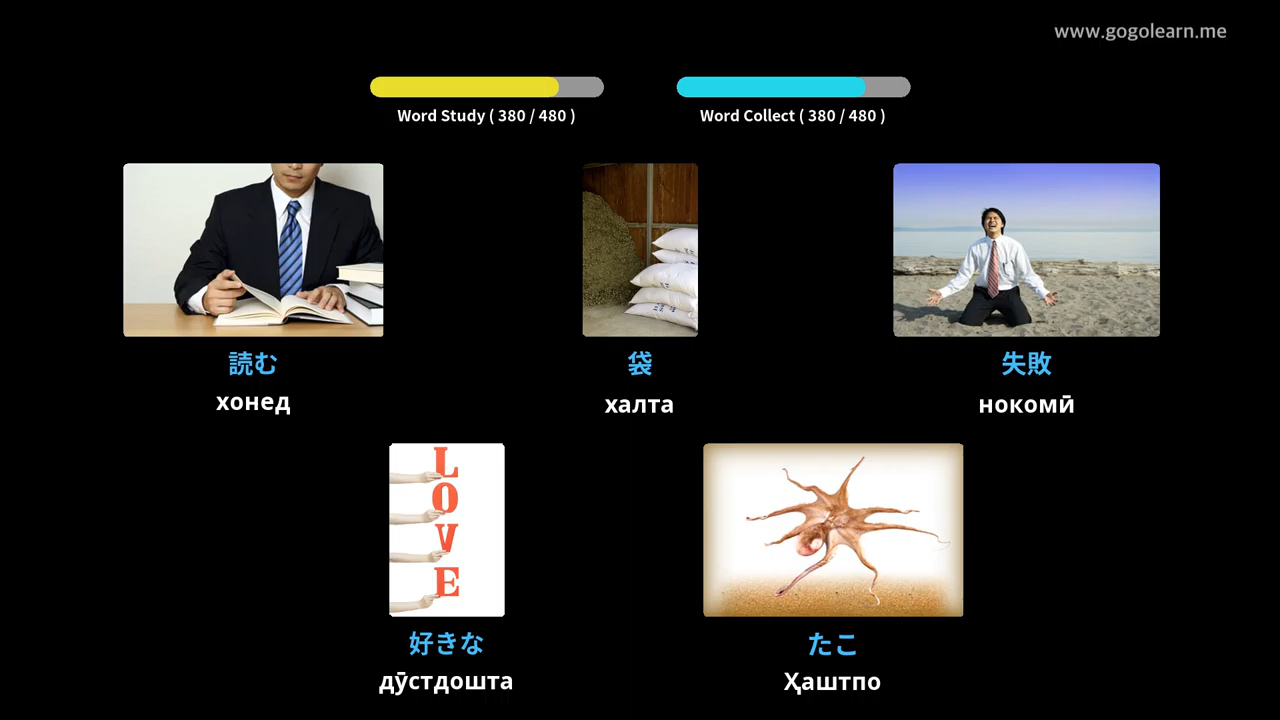 www.gogolearn.me
Word Study ( 380 / 480 )
Word Collect ( 380 / 480 )
読む
хонед
袋
халта
失敗
нокомӣ
LOVE
好きな
дӯстдошта
たこ
Ҳаштпо